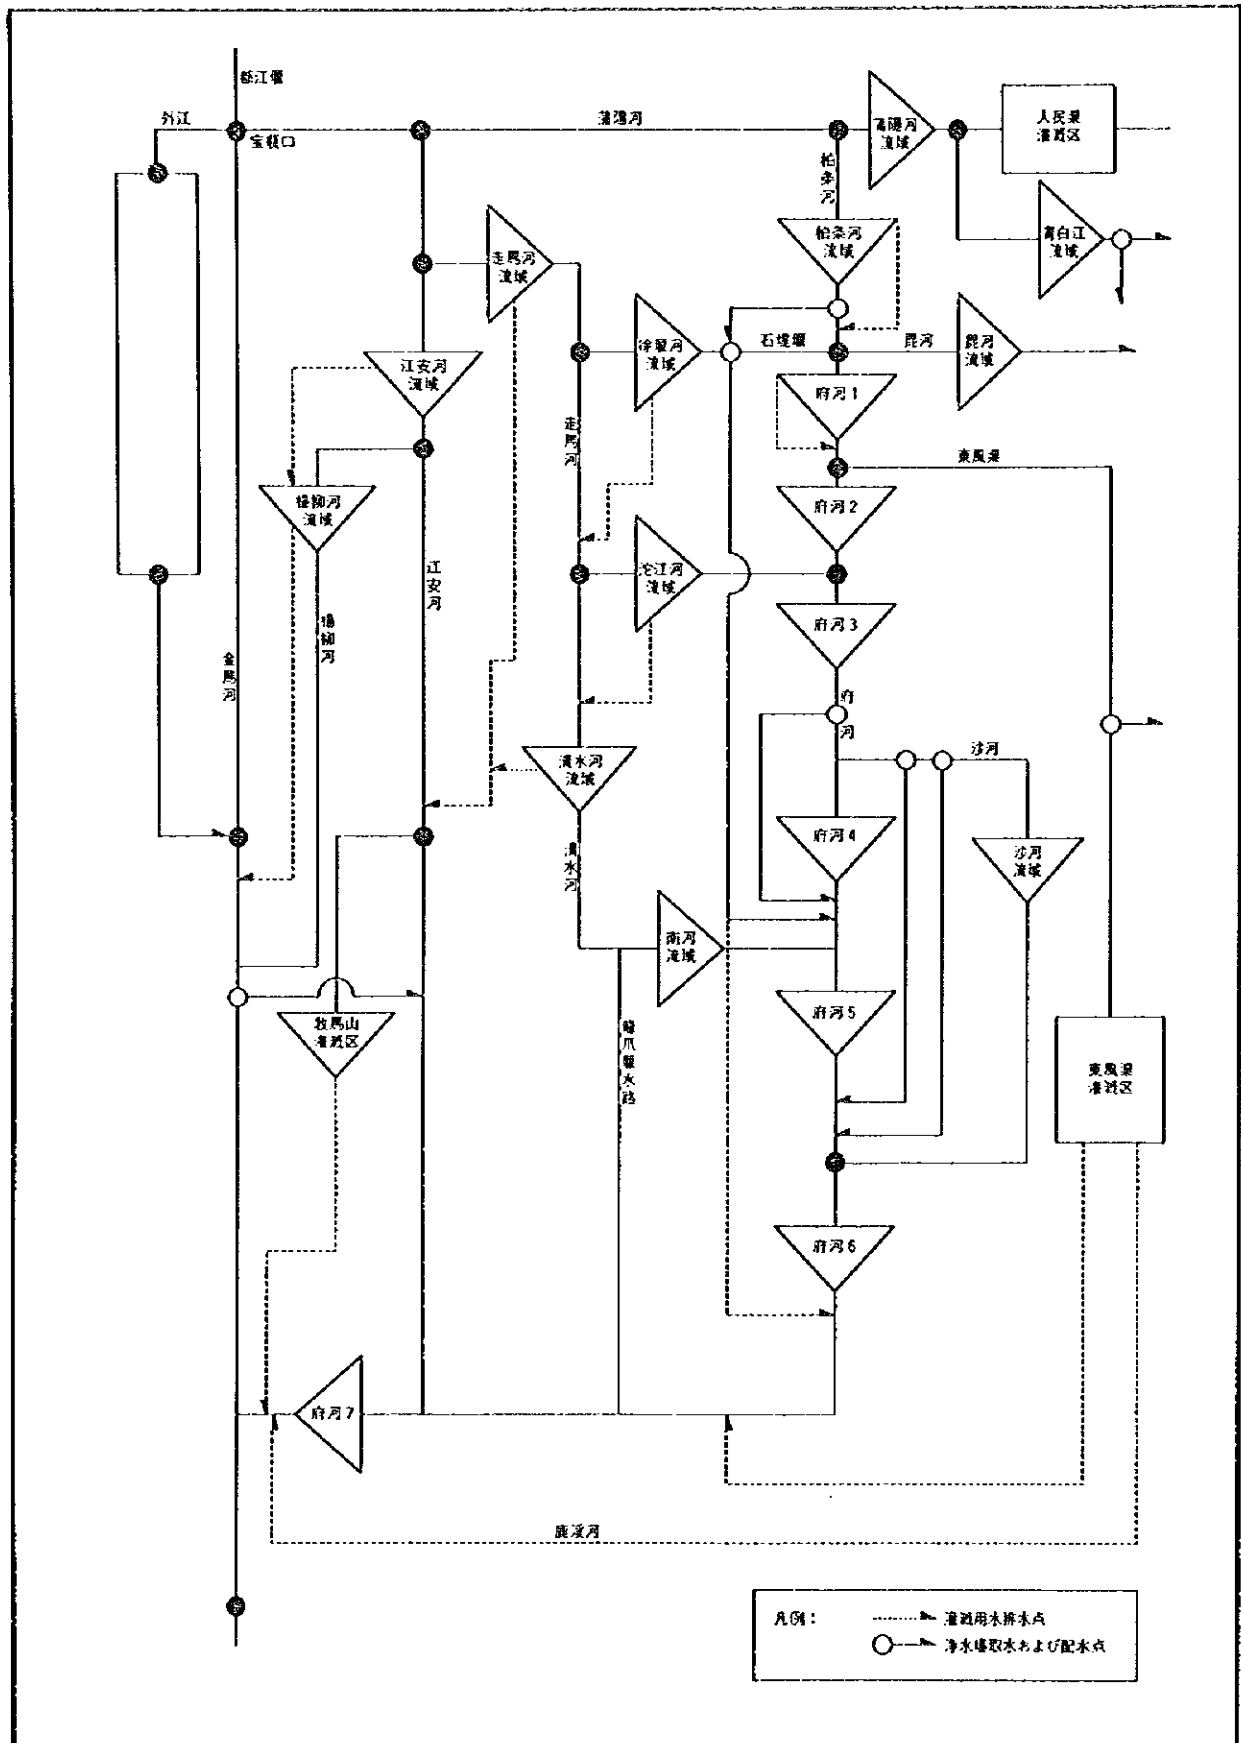 都江堰
外江
宝瓶口
蒲陽河
蒲陽河
流域
人民渠
灌漑区
柏条河
柏条河
流域
青白江
流域
走馬河
流域
江安河
流域
徐堰河
流域
石堤堰
毘河
毘河
流域
府河1
走馬河
東風渠
楊柳河
流域
府河2
江安河
沱江河
流域
楊柳河
金馬河
府河3
府河
沙河
清水河
流域
府河4
沙河
流域
清水河
南河
流域
牧馬山
灌漑区
府河5
水路
東風渠
灌漑区
府河6
府河7
鹿渓河
凡例：
灌漑用水排水点
浄水場取水および配水点